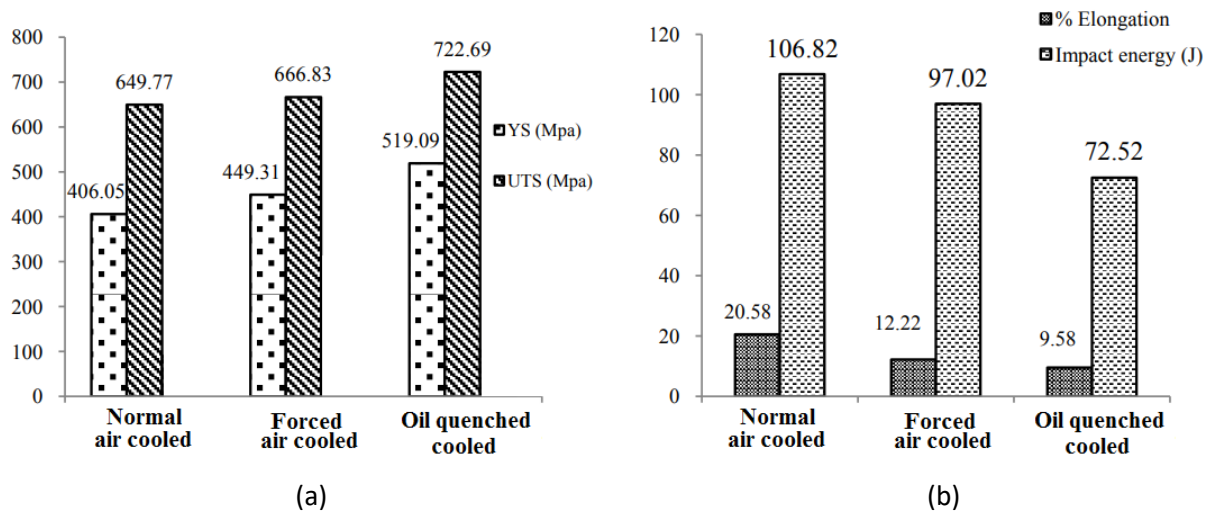 800
700
600
500
400
300
200
100
0
406.05
649.77
449.31
666.83
519.09
722.69
YS (Mpa)
UTS (Mpa)
Normal
air cooled
Forced
air cooled
Oil quenched
cooled
(a)
% Elongation
Impact energy (J)
120
100
80
60
40
20
0
20.58
106.82
12.22
97.02
9.58
72.52
Normal
air cooled
Forced
air cooled
Oil quenched
cooled
(b)